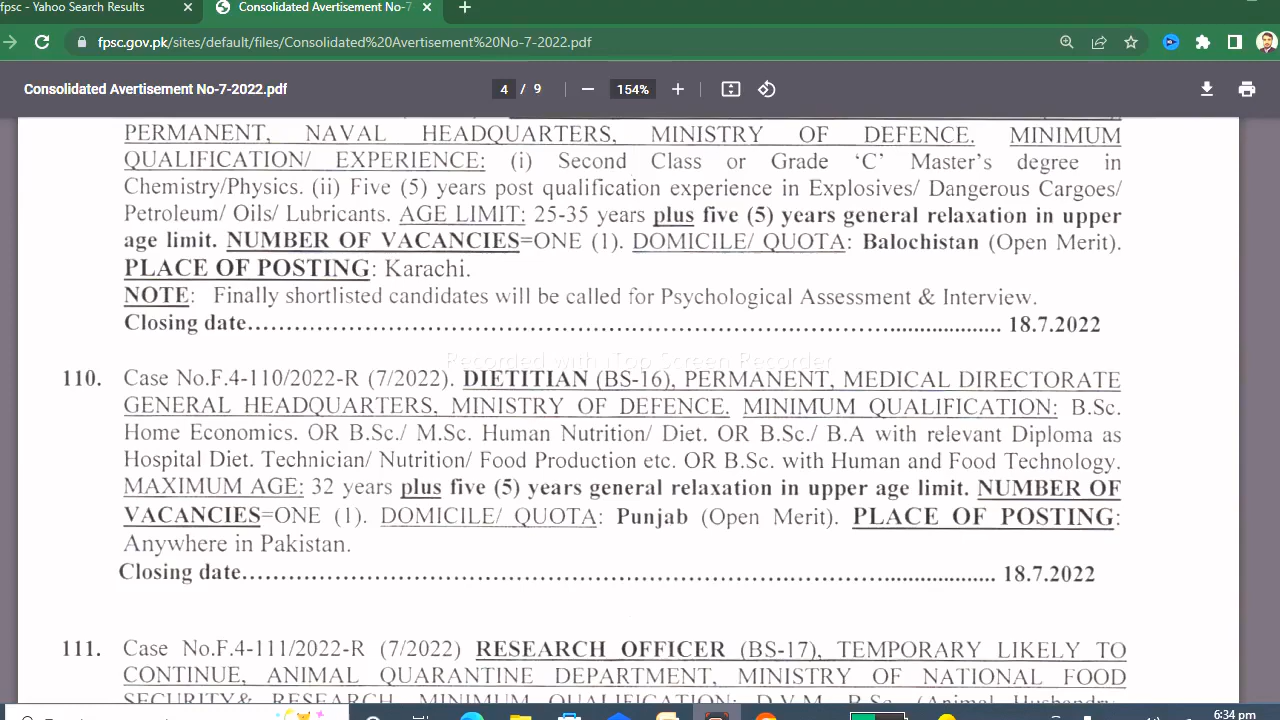 fpsc - Yahoo Search Results
Consolidated Avertisement No-7
fpsc.gov.pk/sites/default/files/Consolidated%20Avertisement%20No-7-2022.pdf
Consolidated Avertisement No-7-2022.pdf
4 / 9
154%
PERMANENT, NAVAL HEADQUARTERS, MINISTRY OF DEFENCE. MINIMUM
QUALIFICATION/ EXPERIENCE: (i) Second Class or Grade ‘C’ Master’s degree in
Chemistry/Physics. (ii) Five (5) years post qualification experience in Explosives/ Dangerous Cargoes/
Petroleum/ Oils/ Lubricants. AGE LIMIT: 25-35 years plus five (5) years general relaxation in upper
age limit. NUMBER OF VACANCIES=ONE (1). DOMICILE/ QUOTA: Balochistan (Open Merit).
PLACE OF POSTING: Karachi.
NOTE: Finally shortlisted candidates will be called for Psychological Assessment & Interview.
Closing date........................................................................................................ 18.7.2022
Recorded with iTop Screen Recorder
110. Case No.F.4-110/2022-R (7/2022). DIETITIAN (BS-16), PERMANENT, MEDICAL DIRECTORATE
GENERAL HEADQUARTERS, MINISTRY OF DEFENCE. MINIMUM QUALIFICATION: B.Sc.
Home Economics. OR B.Sc./ M.Sc. Human Nutrition/ Diet. OR B.Sc./ B.A with relevant Diploma as
Hospital Diet. Technician/ Nutrition/ Food Production etc. OR B.Sc. with Human and Food Technology.
MAXIMUM AGE: 32 years plus five (5) years general relaxation in upper age limit. NUMBER OF
VACANCIES=ONE (1). DOMICILE/ QUOTA: Punjab (Open Merit). PLACE OF POSTING:
Anywhere in Pakistan.
Closing date........................................................................................................ 18.7.2022
111. Case No.F.4-111/2022-R (7/2022) RESEARCH OFFICER (BS-17), TEMPORARY LIKELY TO
CONTINUE, ANIMAL QUARANTINE DEPARTMENT, MINISTRY OF NATIONAL FOOD
SECURITY& RESEARCH. MINIMUM QUALIFICATION: D.V.M. B.Sc. (Animal Husbandry
6:34 pm